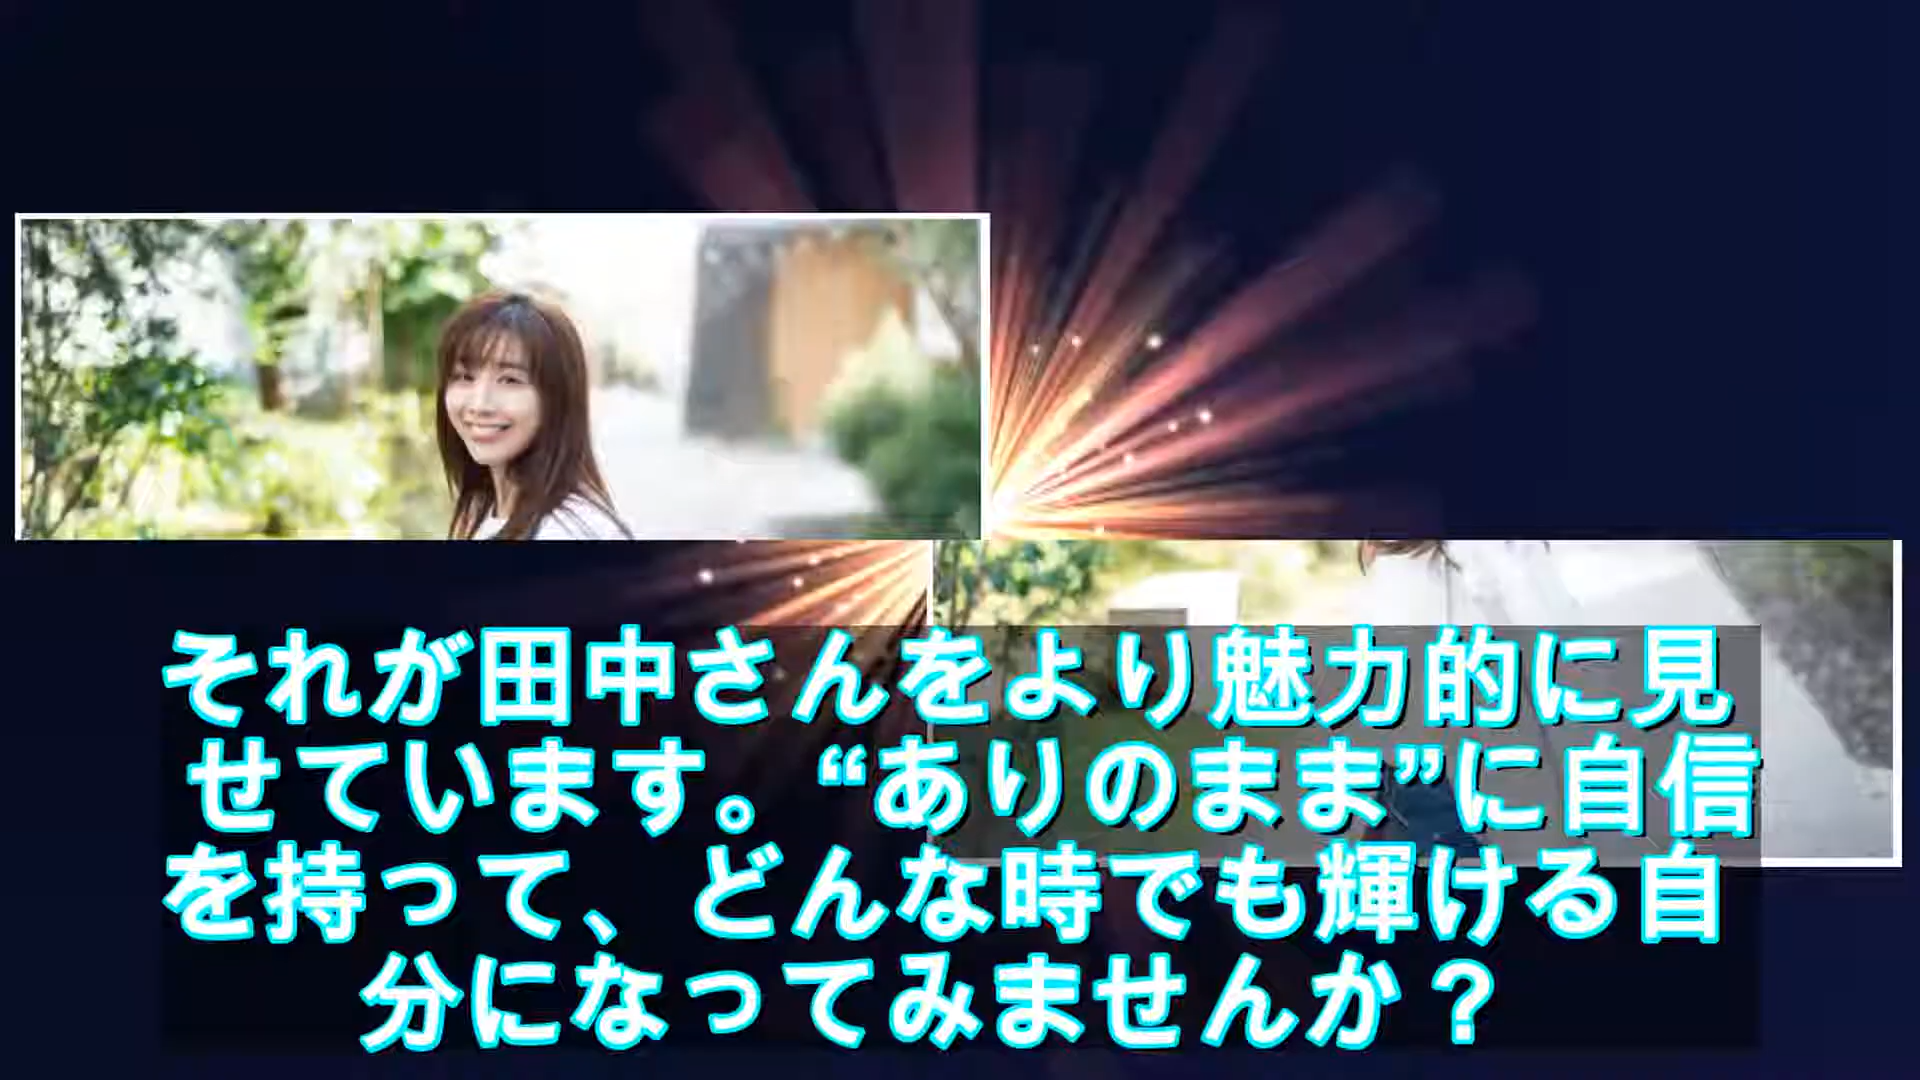 それが田中さんをより魅力的に見
せています。“ありのまま”に自信
を持って、どんな時でも輝ける自
分になってみませんか？